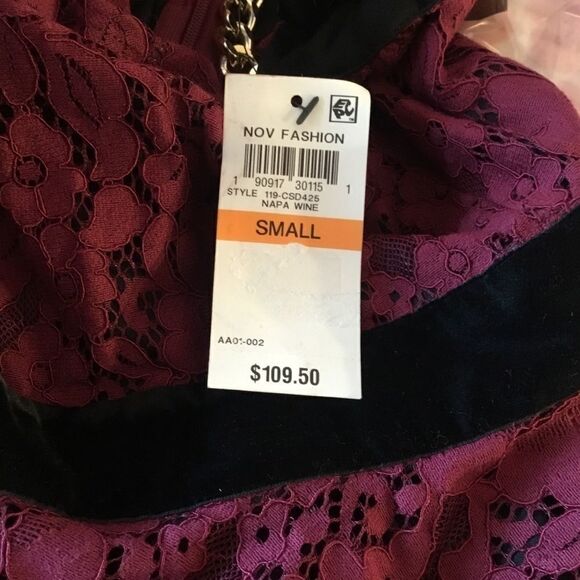 NOV FASHION
1 90917 30115 1
STYLE 119-CSD425
NAPA WINE
SMALL
AA01-002
$109.50